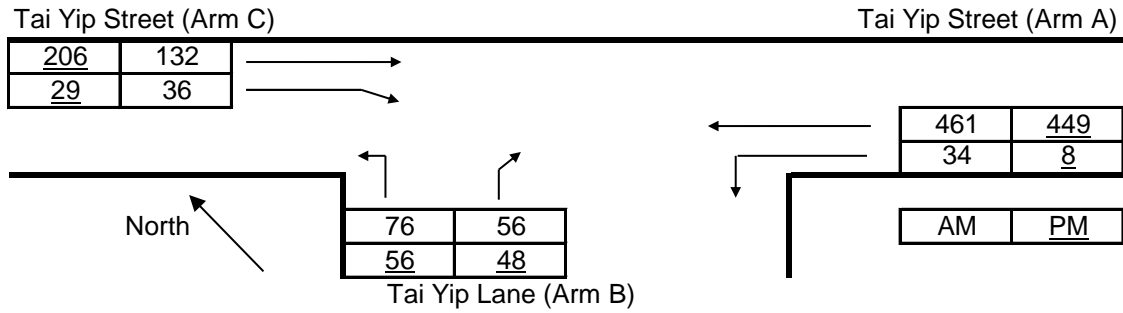 Tai Yip Street (Arm C) Tai Yip Street (Arm A)
206 132
29 36
461 449
34 8
North
76 56
AM PM
56 48
Tai Yip Lane (Arm B)